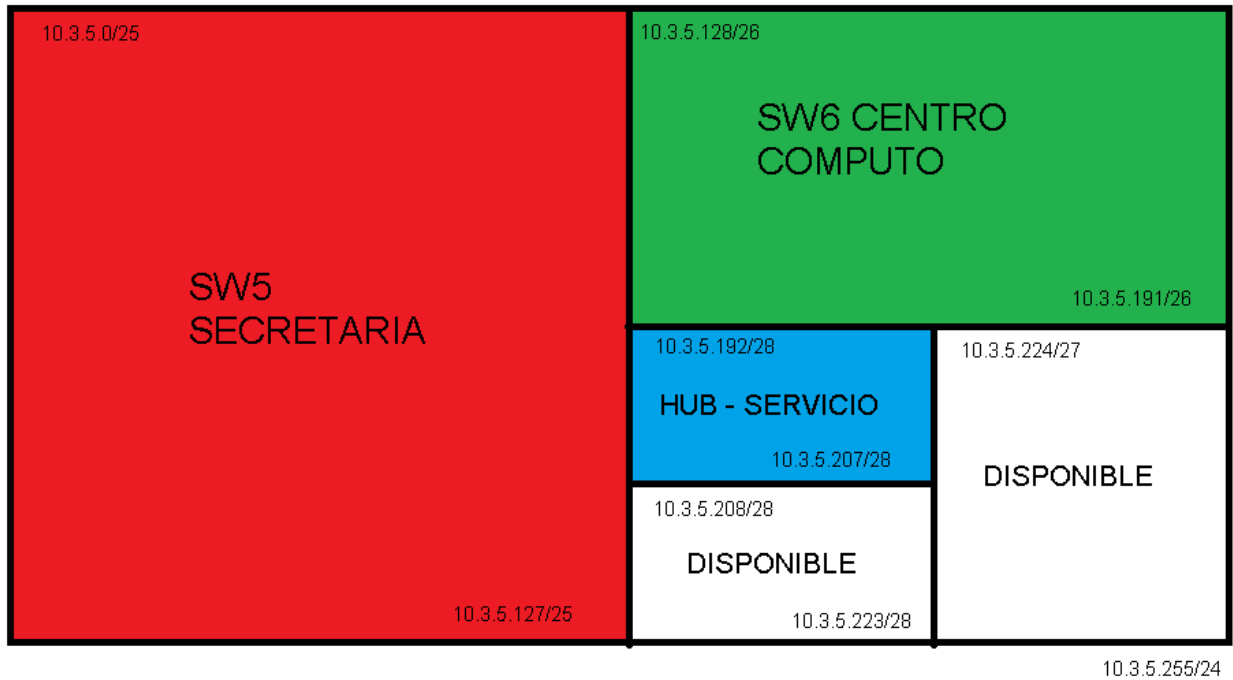 10.3.5.0/25
SW5
SECRETARIA
10.3.5.127/25
10.3.5.128/26
SW6 CENTRO
COMPUTO
10.3.5.191/26
10.3.5.192/28
HUB - SERVICIO
10.3.5.207/28
10.3.5.208/28
DISPONIBLE
10.3.5.223/28
10.3.5.224/27
DISPONIBLE
10.3.5.255/24